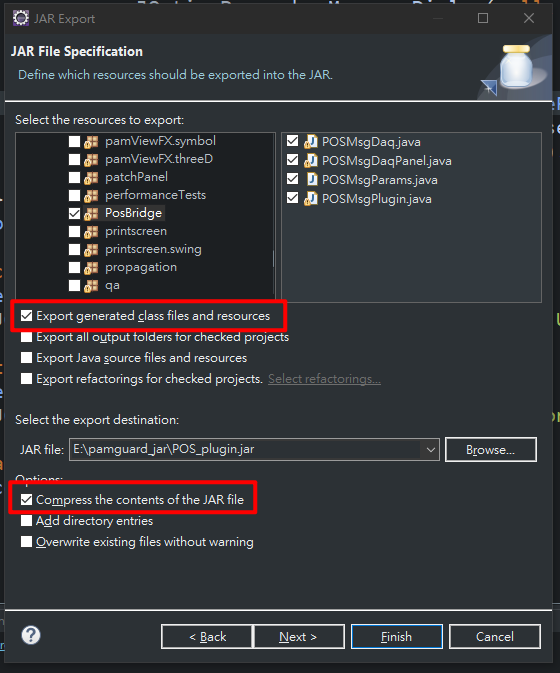 JAR Export
JAR File Specification
Define which resources should be exported into the JAR.
Select the resources to export:
pamViewFX.symbol
pamViewFX.threeD
patchPanel
performanceTests
PosBridge
printscreen
printscreen.swing
propagation
qa
POSMsgDaq.java
POSMsgDaqPanel.java
POSMsgParams.java
POSMsgPlugin.java
Export generated class files and resources
Export all output folders for checked projects
Export Java source files and resources
Export refactorings for checked projects. Select refactorings...
Select the export destination:
JAR file: E:\pamguard_jar\POS_plugin.jar Browse...
Options:
Compress the contents of the JAR file
Add directory entries
Overwrite existing files without warning
? < Back Next > Finish Cancel